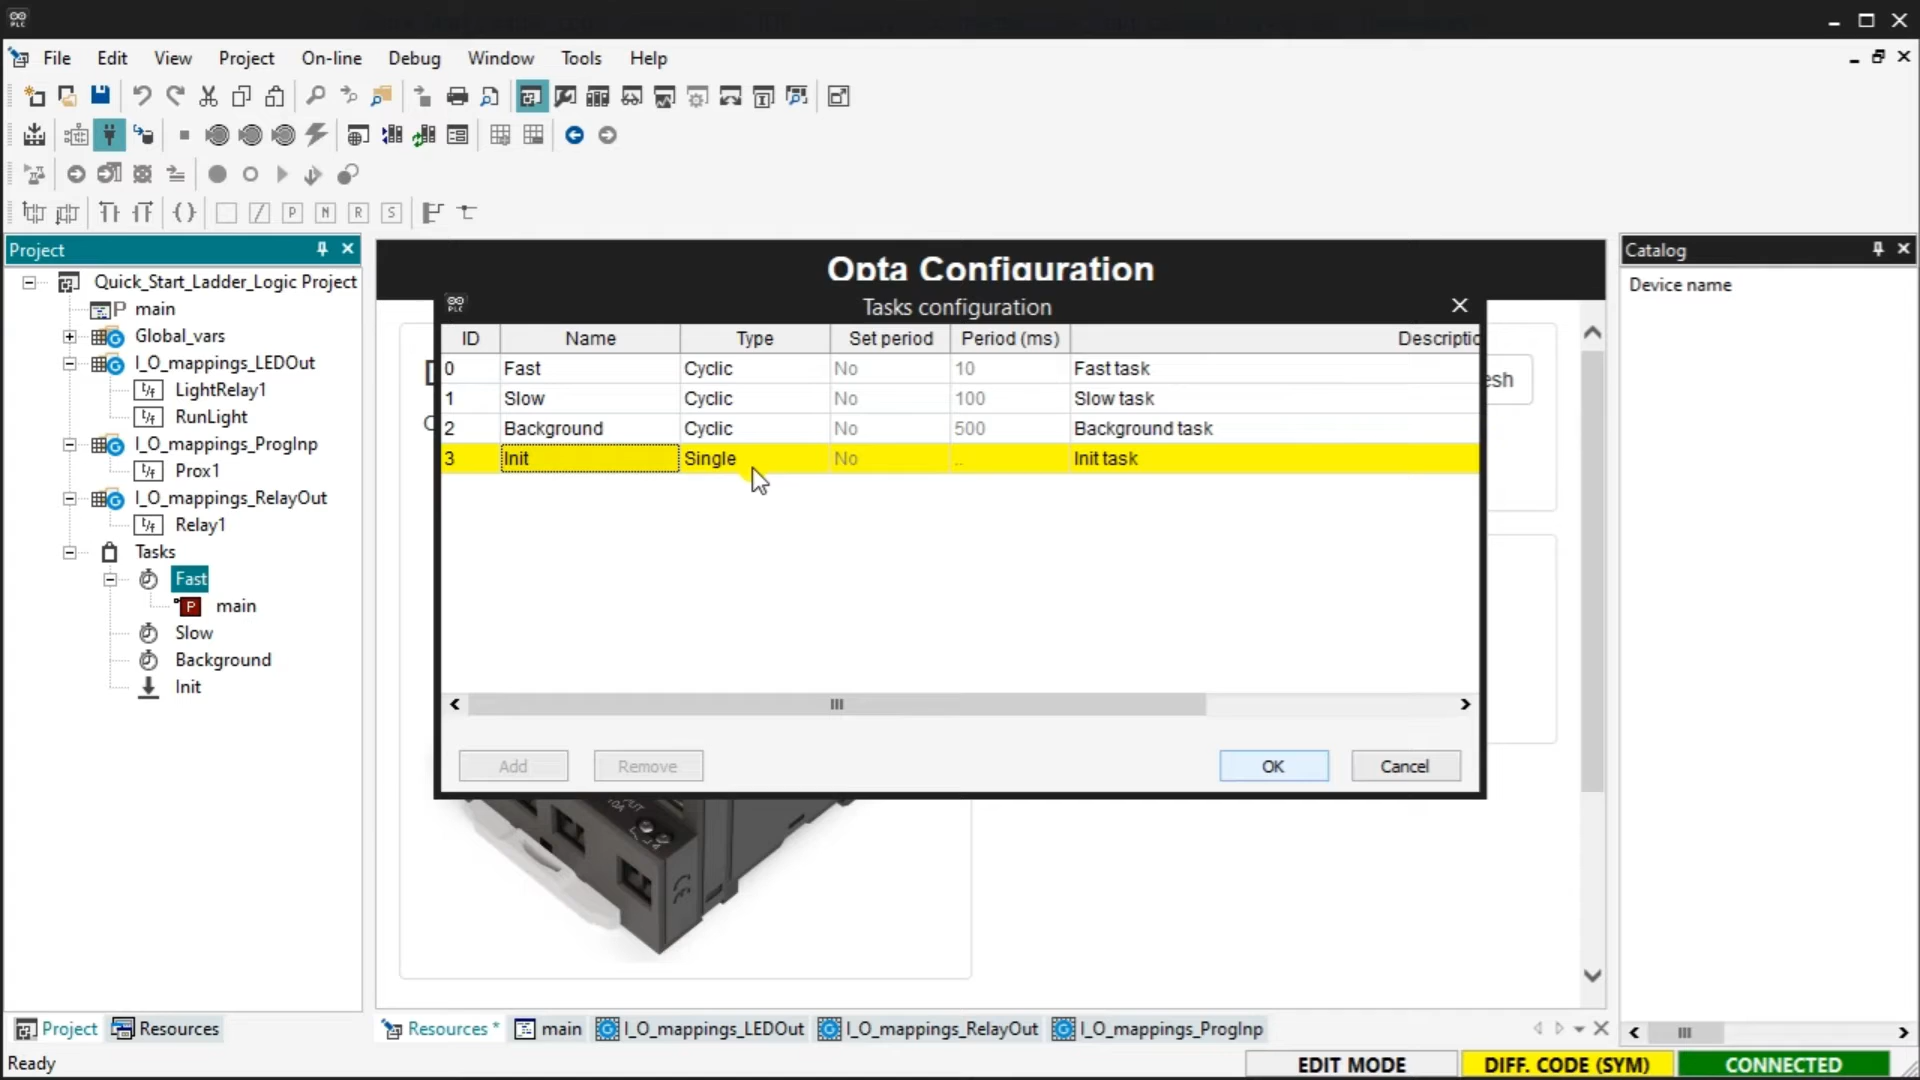 File Edit View Project On-line Debug Window Tools Help
P N R S
Project
Quick_Start_Ladder_Logic Project
main
Global_vars
I_O_mappings_LEDOut
LightRelay1
RunLight
I_O_mappings_ProgInp
Prox1
I_O_mappings_RelayOut
Relay1
Tasks
Fast
main
Slow
Background
Init
Project Resources
Opta Configuration
Tasks configuration
ID Name Type Set period Period (ms) Descriptio
0 Fast Cyclic No 10 Fast task
1 Slow Cyclic No 100 Slow task
2 Background Cyclic No 500 Background task
3 Init Single No .. Init task
Add Remove OK Cancel
esh
Resources * main I_O_mappings_LEDOut I_O_mappings_RelayOut I_O_mappings_ProgInp
Catalog
Device name
Ready EDIT MODE DIFF. CODE (SYM) CONNECTED